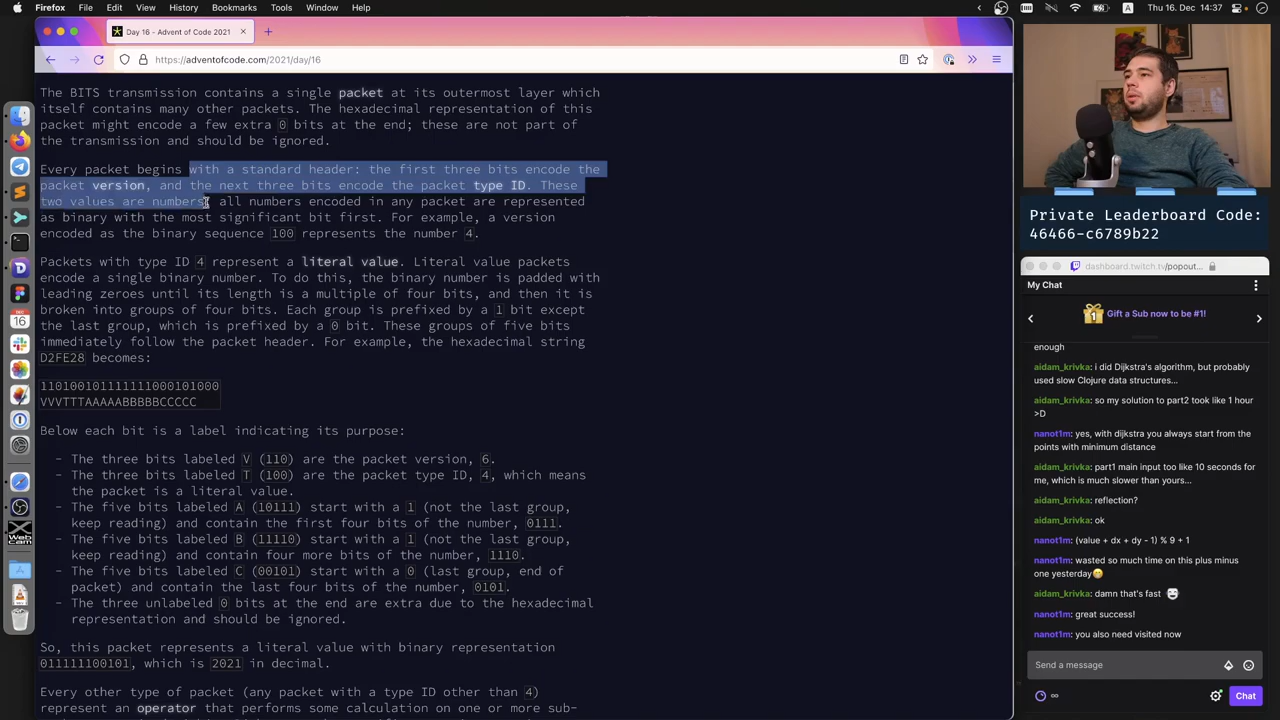 Firefox File Edit View History Bookmarks Tools Window Help
A Thu 16. Dec 14:37
Day 16 - Advent of Code 2021
https://adventofcode.com/2021/day/16
The BITS transmission contains a single packet at its outermost layer which
itself contains many other packets. The hexadecimal representation of this
packet might encode a few extra 0 bits at the end; these are not part of
the transmission and should be ignored.
Every packet begins with a standard header: the first three bits encode the
packet version, and the next three bits encode the packet type ID. These
two values are numbers; all numbers encoded in any packet are represented
as binary with the most significant bit first. For example, a version
encoded as the binary sequence 100 represents the number 4.
Packets with type ID 4 represent a literal value. Literal value packets
encode a single binary number. To do this, the binary number is padded with
leading zeroes until its length is a multiple of four bits, and then it is
broken into groups of four bits. Each group is prefixed by a 1 bit except
the last group, which is prefixed by a 0 bit. These groups of five bits
immediately follow the packet header. For example, the hexadecimal string
D2FE28 becomes:
110100101111111000101000
VVVTTTAAAAABBBBBCCCCC
Below each bit is a label indicating its purpose:
- The three bits labeled V (110) are the packet version, 6.
- The three bits labeled T (100) are the packet type ID, 4, which means
the packet is a literal value.
- The five bits labeled A (10111) start with a 1 (not the last group,
keep reading) and contain the first four bits of the number, 0111.
- The five bits labeled B (11110) start with a 1 (not the last group,
keep reading) and contain four more bits of the number, 1110.
- The five bits labeled C (00101) start with a 0 (last group, end of
packet) and contain the last four bits of the number, 0101.
- The three unlabeled 0 bits at the end are extra due to the hexadecimal
representation and should be ignored.
So, this packet represents a literal value with binary representation
011111100101, which is 2021 in decimal.
Every other type of packet (any packet with a type ID other than 4)
represent an operator that performs some calculation on one or more sub-
Private Leaderboard Code:
46466-c6789b22
dashboard.twitch.tv/popout...
My Chat
Gift a Sub now to be #1!
enough
aidam_krivka: i did Dijkstra's algorithm, but probably
used slow Clojure data structures...
aidam_krivka: so my solution to part2 took like 1 hour
>D
nanot1m: yes, with dijkstra you always start from the
points with minimum distance
aidam_krivka: part1 main input too like 10 seconds for
me, which is much slower than yours...
aidam_krivka: reflection?
aidam_krivka: ok
nanot1m: (value + dx + dy - 1) % 9 + 1
nanot1m: wasted so much time on this plus minus
one yesterday😅
aidam_krivka: damn that's fast
nanot1m: great success!
nanot1m: you also need visited now
Send a message
∞
Chat